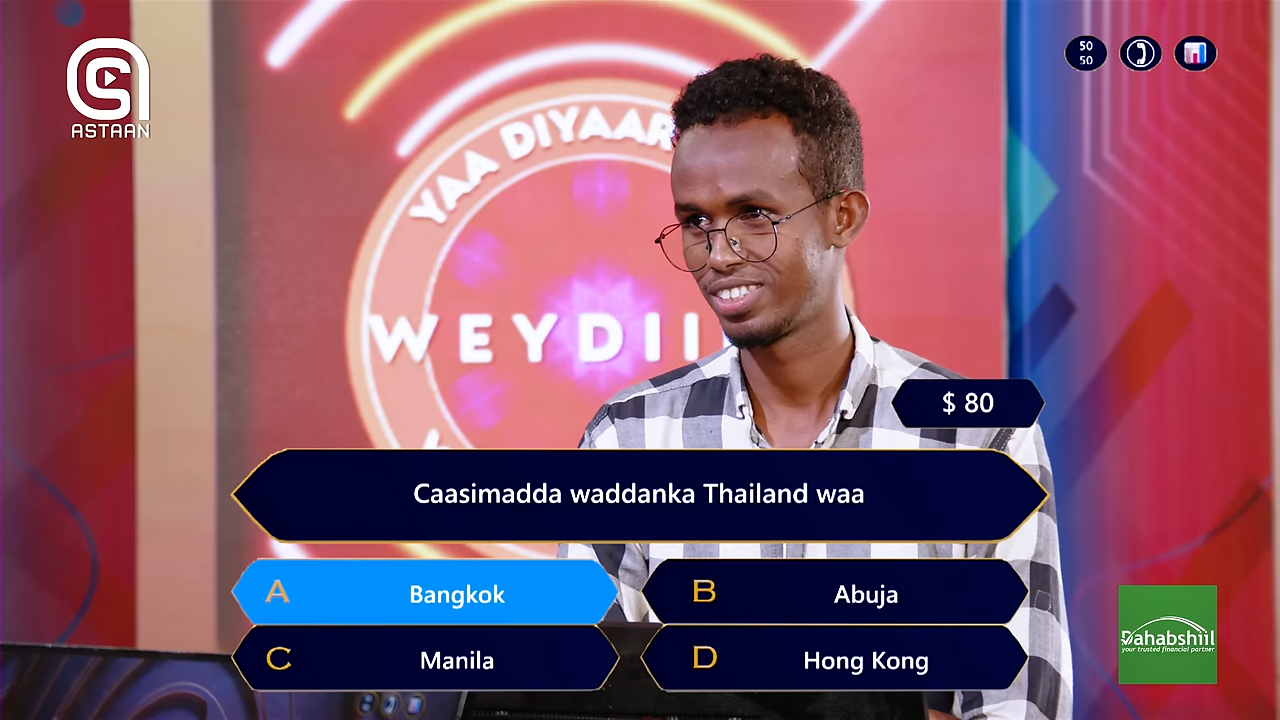 ASTAAN
50
50
YAA DIYAAR
WEYDII
$ 80
Caasimadda waddanka Thailand waa
A Bangkok
B Abuja
C Manila
D Hong Kong
Dahabshiil
your trusted financial partner